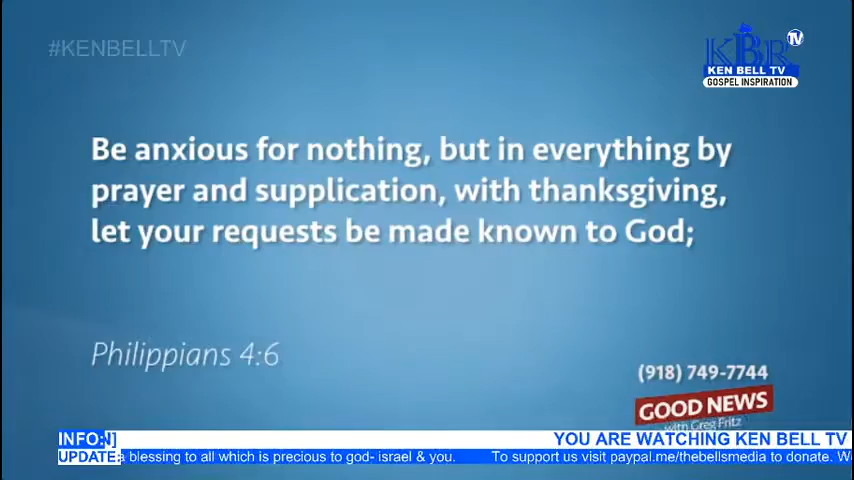 #KENBELLTV
KBR TV
KEN BELL TV
GOSPEL INSPIRATION
Be anxious for nothing, but in everything by
prayer and supplication, with thanksgiving,
let your requests be made known to God;
Philippians 4:6
(918) 749-7744
GOOD NEWS
with Greg Fritz
INFO:N] YOU ARE WATCHING KEN BELL TV
UPDATE: a blessing to all which is precious to god- israel & you. To support us visit paypal.me/thebellsmedia to donate. W